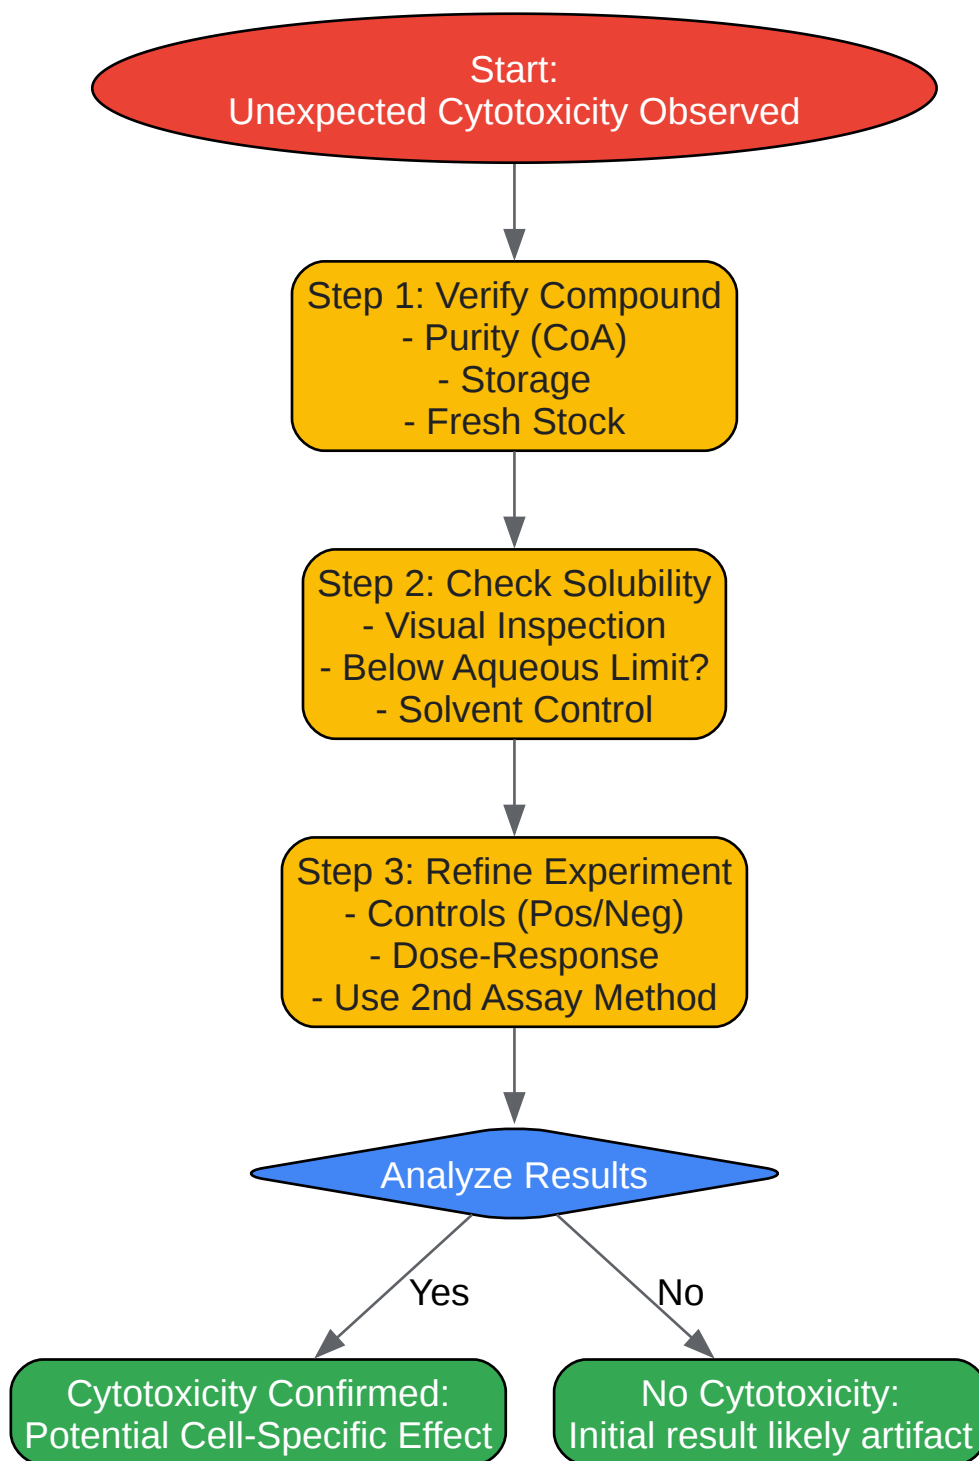 Start:
Unexpected Cytotoxicity Observed
Step 1: Verify Compound
- Purity (CoA)
- Storage
- Fresh Stock
Step 2: Check Solubility
- Visual Inspection
- Below Aqueous Limit?
- Solvent Control
Step 3: Refine Experiment
- Controls (Pos/Neg)
- Dose-Response
- Use 2nd Assay Method
Analyze Results
Yes
No
Cytotoxicity Confirmed:
Potential Cell-Specific Effect
No Cytotoxicity:
Initial result likely artifact